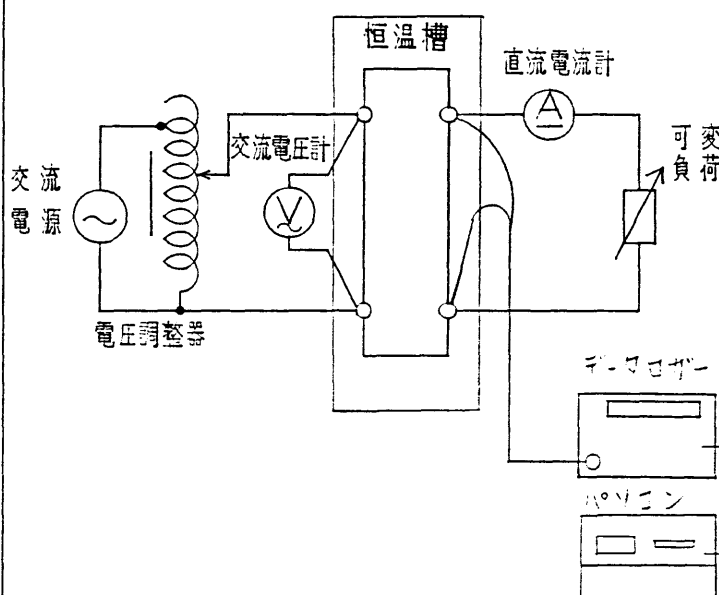 恒温槽
直流電流計
A
可変
負荷
交流電圧計
V
交流
電源
電圧調整器
データロガー
パソコン